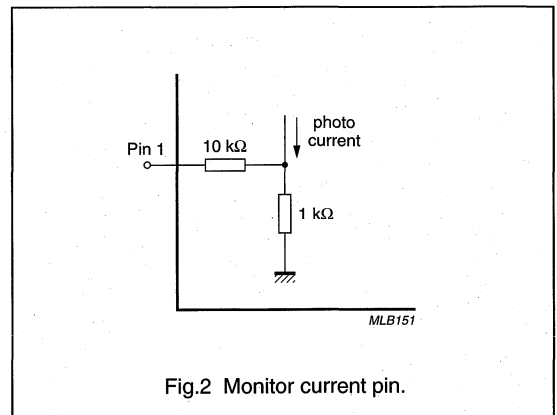 photo
current
Pin 1
10 kΩ
1 kΩ
MLB151
Fig.2 Monitor current pin.